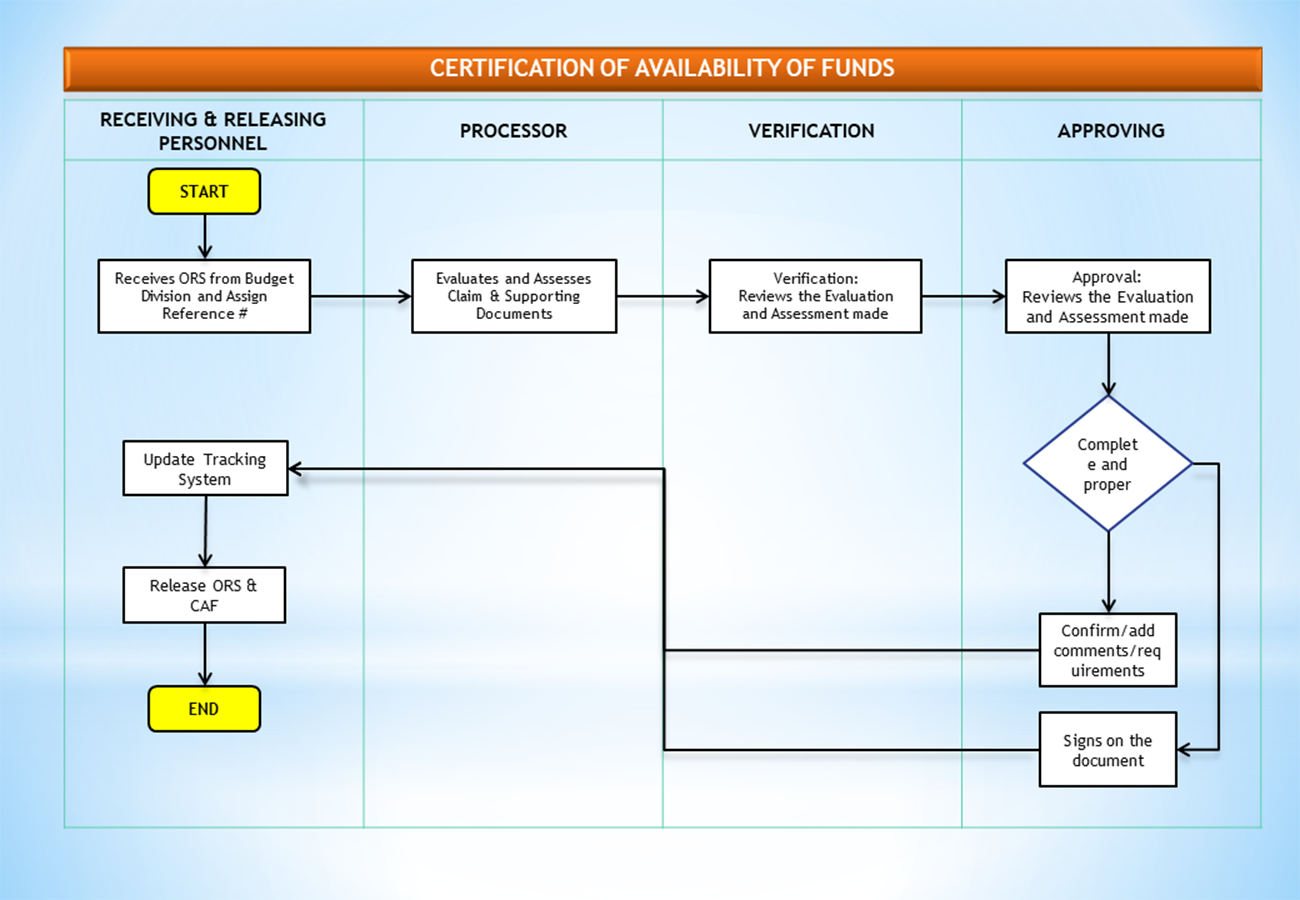 CERTIFICATION OF AVAILABILITY OF FUNDS
RECEIVING & RELEASING
PERSONNEL
PROCESSOR
VERIFICATION
APPROVING
START
Receives ORS from Budget
Division and Assign
Reference #
Evaluates and Assesses
Claim & Supporting
Documents
Verification:
Reviews the Evaluation
and Assessment made
Approval:
Reviews the Evaluation
and Assessment made
Complet
e and
proper
Update Tracking
System
Release ORS &
CAF
Confirm/add
comments/req
uirements
END
Signs on the
document